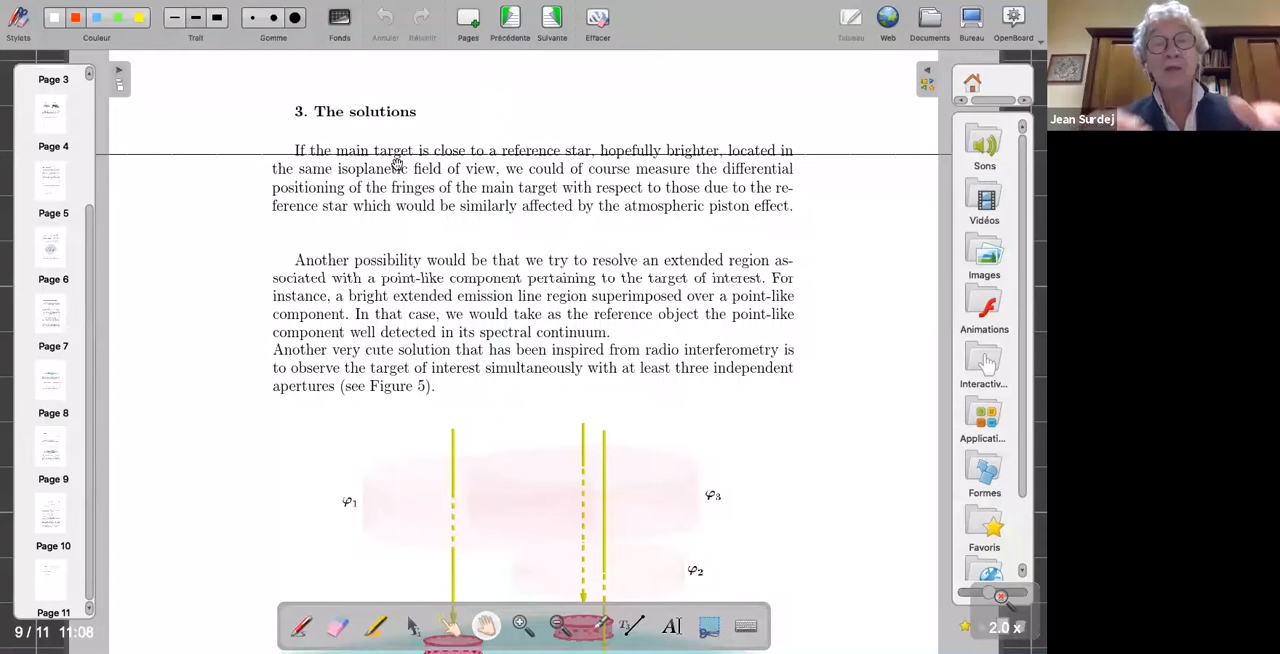 Stylets
Couleur
Trait
Gomme
Fonds
Annuler
Refaire
Pages
Précédente
Suivante
Effacer
Tableau
Web
Documents
Bureau
OpenBoard
Page 3
Page 4
Page 5
Page 6
Page 7
Page 8
Page 9
Page 10
Page 11
9 / 11 11:08
3. The solutions
If the main target is close to a reference star, hopefully brighter, located in
the same isoplanetic field of view, we could of course measure the differential
positioning of the fringes of the main target with respect to those due to the re-
ference star which would be similarly affected by the atmospheric piston effect.
Another possibility would be that we try to resolve an extended region as-
sociated with a point-like component pertaining to the target of interest. For
instance, a bright extended emission line region superimposed over a point-like
component. In that case, we would take as the reference object the point-like
component well detected in its spectral continuum.
Another very cute solution that has been inspired from radio interferometry is
to observe the target of interest simultaneously with at least three independent
apertures (see Figure 5).
φ1
φ3
φ2
T
A
Sons
Vidéos
Images
Animations
Interactiv...
Applicati...
Formes
Favoris
2.0 x
Jean Surdej